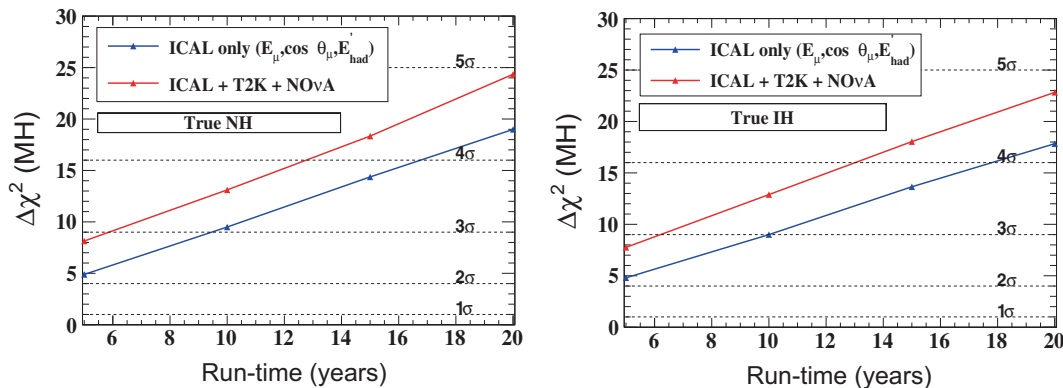 30
25
20
15
10
5
0
Δχ² (MH)
ICAL only (E_μ, cos θ_μ, E'_had)
ICAL + T2K + NOνA
True NH
5σ
4σ
3σ
2σ
1σ
6 8 10 12 14 16 18 20
Run-time (years)
30
25
20
15
10
5
0
Δχ² (MH)
ICAL only (E_μ, cos θ_μ, E'_had)
ICAL + T2K + NOνA
True IH
5σ
4σ
3σ
2σ
1σ
6 8 10 12 14 16 18 20
Run-time (years)